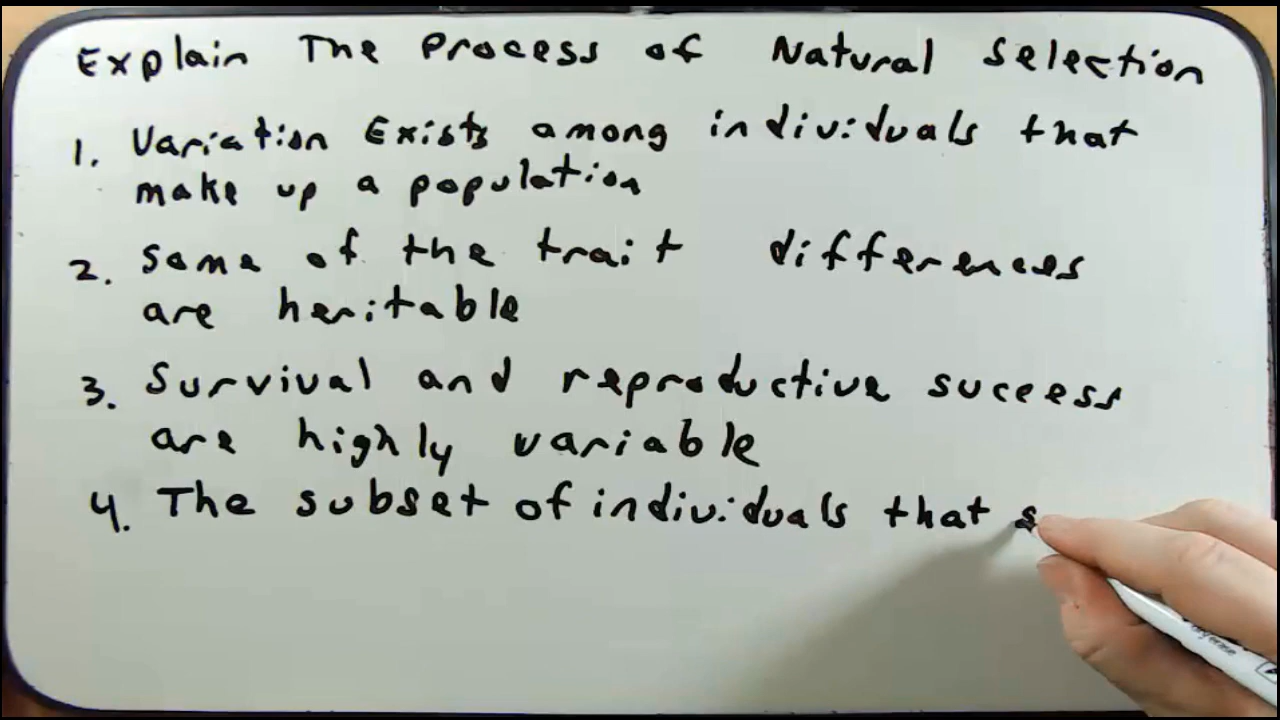 Explain The Process of Natural Selection
1. Variation Exists among individuals that
make up a population
2. Some of the trait differences
are heritable
3. Survival and reproductive success
are highly variable
4. The subset of individuals that s